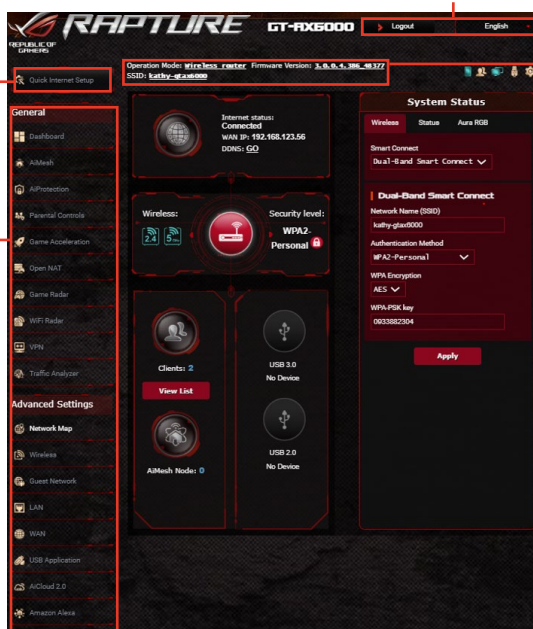 REPUBLIC OF
GAMERS
RAPTURE
GT-AX6000
Logout
English
Quick Internet Setup
Operation Mode: Wireless router Firmware Version: 3.0.0.4.386_48377
SSID: kathy-gtax6000
General
Dashboard
AiMesh
AiProtection
Parental Controls
Game Acceleration
Open NAT
Game Radar
WiFi Radar
VPN
Traffic Analyzer
Advanced Settings
Network Map
Wireless
Guest Network
LAN
WAN
USB Application
AiCloud 2.0
Amazon Alexa
Internet status:
Connected
WAN IP: 192.168.123.56
DDNS: GO
Wireless:
2.4
5
Security level:
WPA2-
Personal
Clients: 2
View List
AiMesh Node: 0
USB 3.0
No Device
USB 2.0
No Device
System Status
Wireless
Status
Aura RGB
Smart Connect
Dual-Band Smart Connect
Dual-Band Smart Connect
Network Name (SSID)
kathy-gtax6000
Authentication Method
WPA2-Personal
WPA Encryption
AES
WPA-PSK key
0933882304
Apply